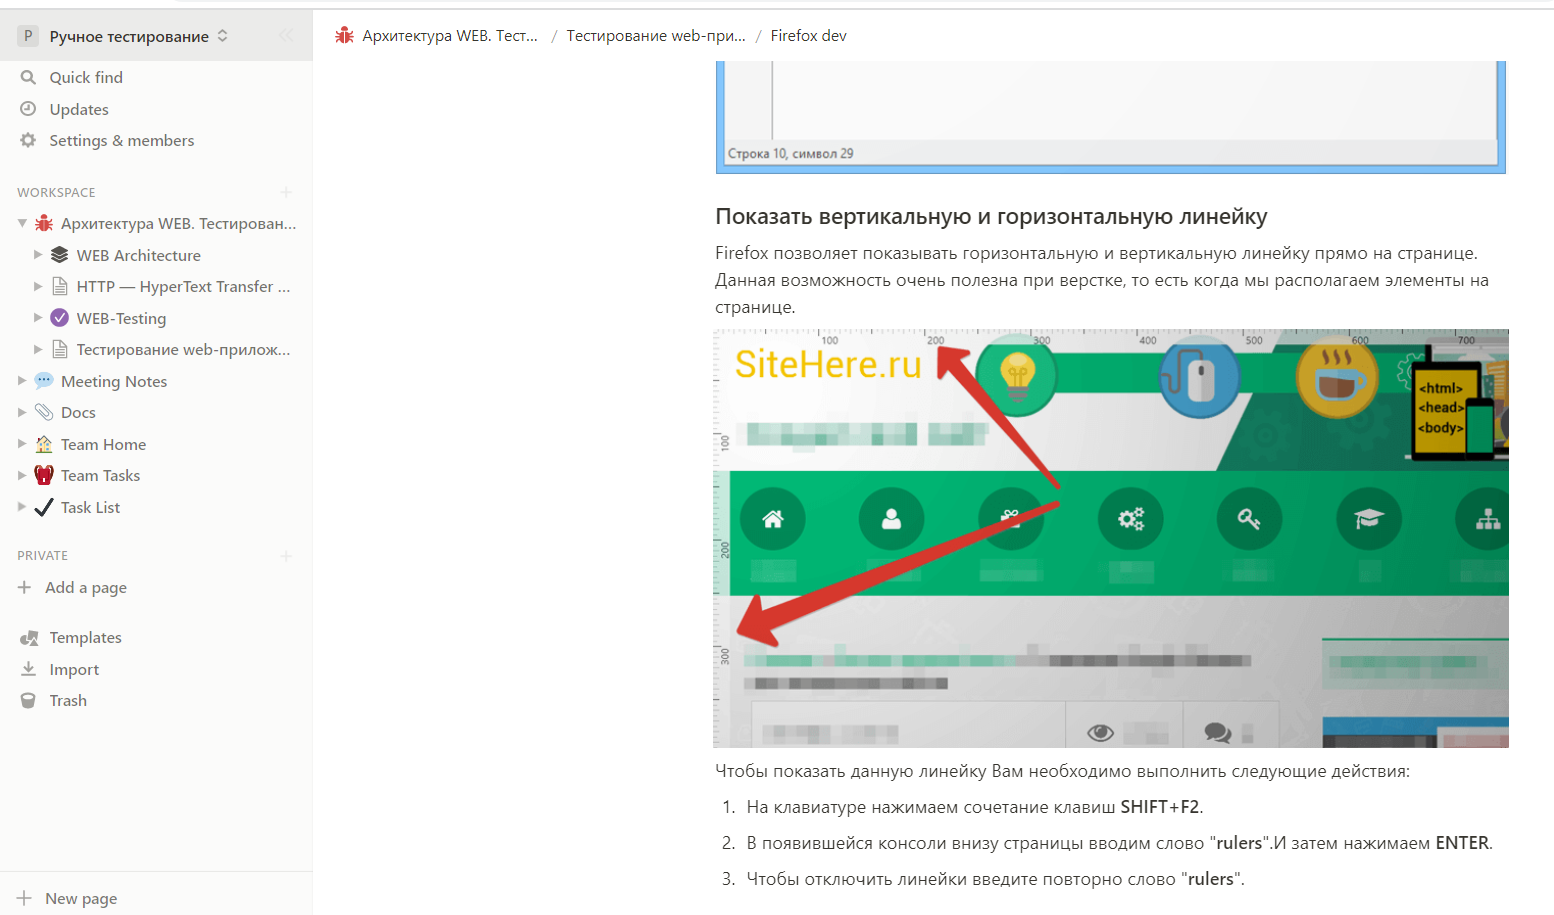 P Ручное тестирование
Quick find
Updates
Settings & members
WORKSPACE
Архитектура WEB. Тестирован...
WEB Architecture
HTTP — HyperText Transfer ...
WEB-Testing
Тестирование web-прилож...
Meeting Notes
Docs
Team Home
Team Tasks
Task List
PRIVATE
Add a page
Templates
Import
Trash
New page
Архитектура WEB. Тест... / Тестирование web-при... / Firefox dev
Строка 10, символ 29
Показать вертикальную и горизонтальную линейку
Firefox позволяет показывать горизонтальную и вертикальную линейку прямо на странице.
Данная возможность очень полезна при верстке, то есть когда мы располагаем элементы на
странице.
100 200 300 400 500 600 700
SiteHere.ru
<html>
<head>
<body>
100
200
300
Чтобы показать данную линейку Вам необходимо выполнить следующие действия:
1. На клавиатуре нажимаем сочетание клавиш SHIFT+F2.
2. В появившейся консоли внизу страницы вводим слово "rulers".И затем нажимаем ENTER.
3. Чтобы отключить линейки введите повторно слово "rulers".